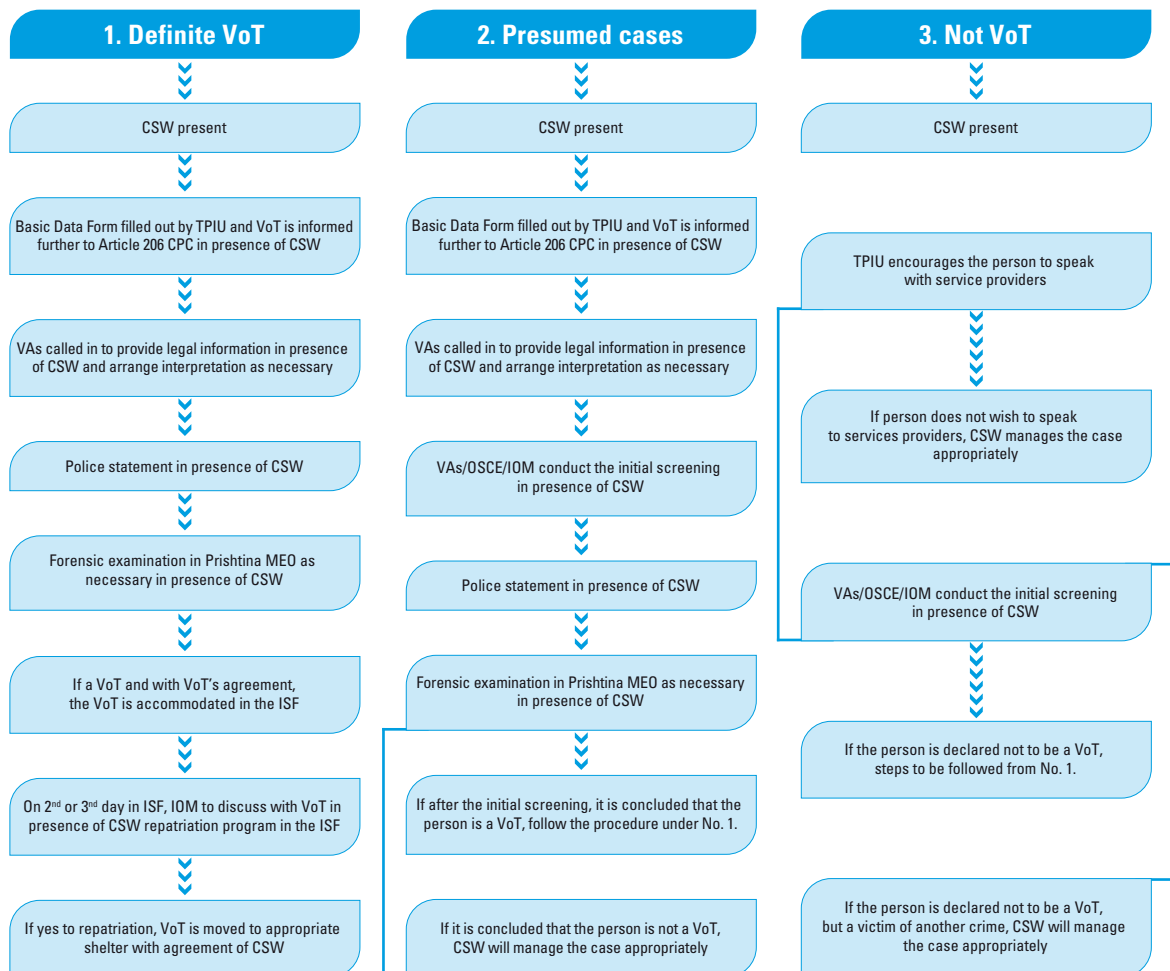 1. Definite VoT
CSW present
Basic Data Form filled out by TPIU and VoT is informed
further to Article 206 CPC in presence of CSW
VAs called in to provide legal information in presence
of CSW and arrange interpretation as necessary
Police statement in presence of CSW
Forensic examination in Prishtina MEO as
necessary in presence of CSW
If a VoT and with VoT's agreement,
the VoT is accommodated in the ISF
On 2nd or 3nd day in ISF, IOM to discuss with VoT in
presence of CSW repatriation program in the ISF
If yes to repatriation, VoT is moved to appropriate
shelter with agreement of CSW
2. Presumed cases
CSW present
Basic Data Form filled out by TPIU and VoT is informed
further to Article 206 CPC in presence of CSW
VAs called in to provide legal information in presence
of CSW and arrange interpretation as necessary
VAs/OSCE/IOM conduct the initial screening
in presence of CSW
Police statement in presence of CSW
Forensic examination in Prishtina MEO as necessary
in presence of CSW
If after the initial screening, it is concluded that the
person is a VoT, follow the procedure under No. 1.
If it is concluded that the person is not a VoT,
CSW will manage the case appropriately
3. Not VoT
CSW present
TPIU encourages the person to speak
with service providers
If person does not wish to speak
to services providers, CSW manages the case
appropriately
VAs/OSCE/IOM conduct the initial screening
in presence of CSW
If the person is declared not to be a VoT,
steps to be followed from No. 1.
If the person is declared not to be a VoT,
but a victim of another crime, CSW will manage
the case appropriately